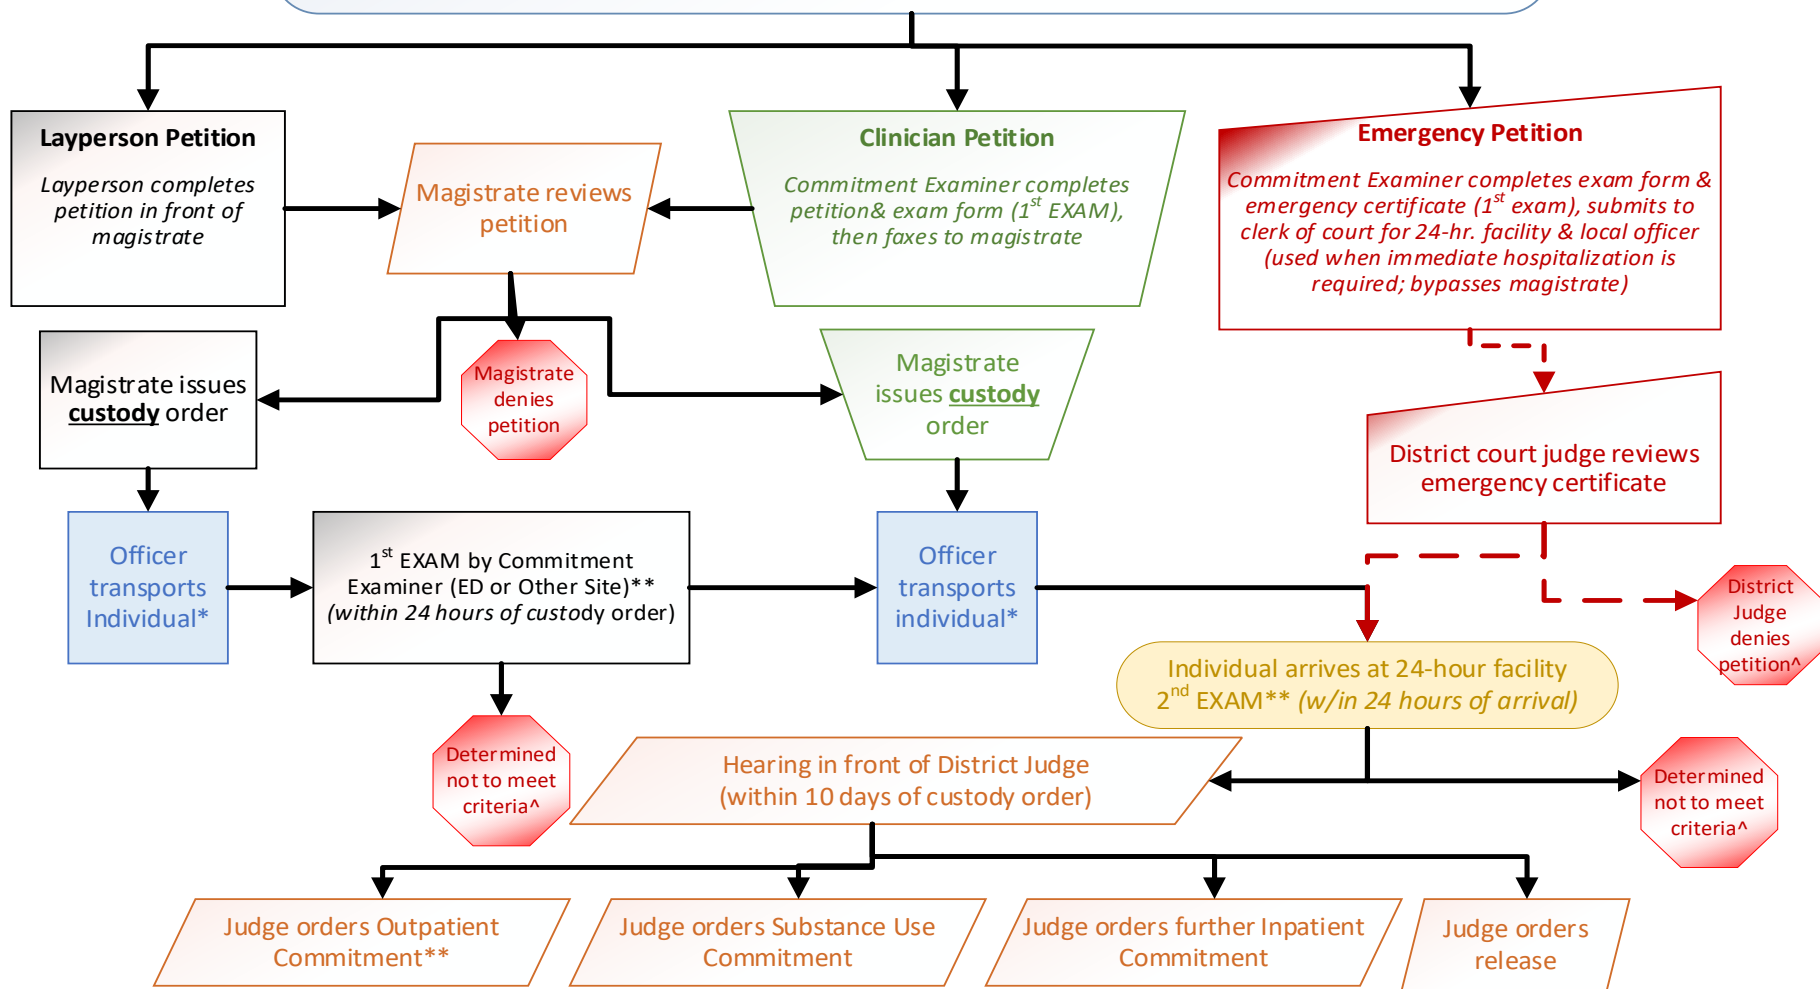 Layperson Petition
Layperson completes
petition in front of
magistrate
Magistrate reviews
petition
Clinician Petition
Commitment Examiner completes
petition& exam form (1st EXAM),
then faxes to magistrate
Emergency Petition
Commitment Examiner completes exam form &
emergency certificate (1st exam), submits to
clerk of court for 24-hr. facility & local officer
(used when immediate hospitalization is
required; bypasses magistrate)
Magistrate issues
custody order
Magistrate
denies
petition
Magistrate
issues custody
order
District court judge reviews
emergency certificate
Officer
transports
Individual*
1st EXAM by Commitment
Examiner (ED or Other Site)**
(within 24 hours of custody order)
Officer
transports
individual*
District
Judge
denies
petition^
Individual arrives at 24-hour facility
2nd EXAM** (w/in 24 hours of arrival)
Determined
not to meet
criteria^
Hearing in front of District Judge
(within 10 days of custody order)
Determined
not to meet
criteria^
Judge orders Outpatient
Commitment**
Judge orders Substance Use
Commitment
Judge orders further Inpatient
Commitment
Judge orders
release